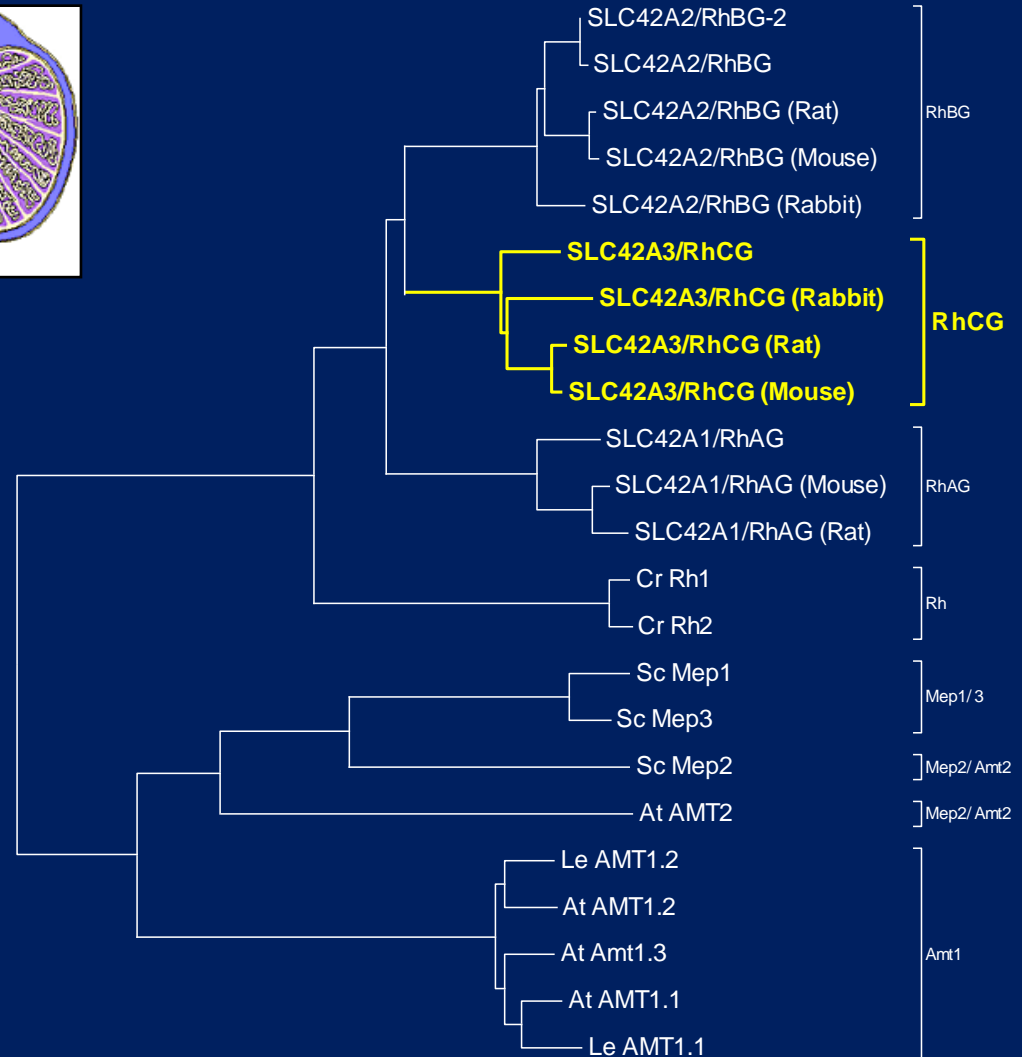 SLC42A2/RhBG-2
SLC42A2/RhBG
SLC42A2/RhBG (Rat)
SLC42A2/RhBG (Mouse)
SLC42A2/RhBG (Rabbit)
RhBG
SLC42A3/RhCG
SLC42A3/RhCG (Rabbit)
SLC42A3/RhCG (Rat)
SLC42A3/RhCG (Mouse)
RhCG
SLC42A1/RhAG
SLC42A1/RhAG (Mouse)
SLC42A1/RhAG (Rat)
RhAG
Cr Rh1
Cr Rh2
Rh
Sc Mep1
Sc Mep3
Mep1/3
Sc Mep2
Mep2/Amt2
At AMT2
Mep2/Amt2
Le AMT1.2
At AMT1.2
At Amt1.3
At AMT1.1
Le AMT1.1
Amt1